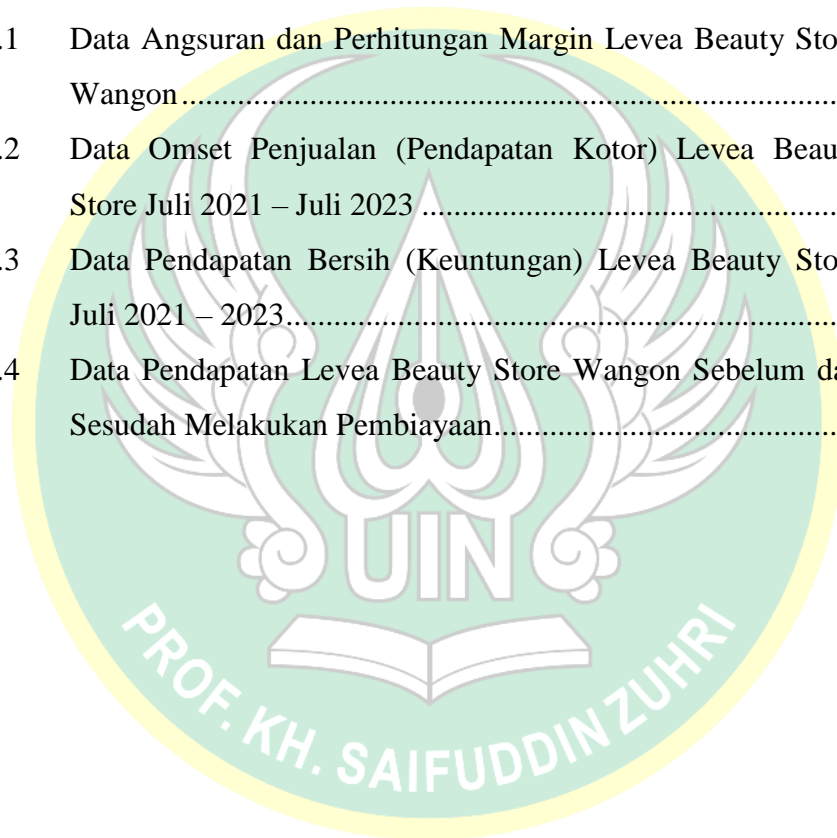 .1 Data Angsuran dan Perhitungan Margin Levea Beauty Sto
Wangon........................................................................................
.2 Data Omset Penjualan (Pendapatan Kotor) Levea Beau
Store Juli 2021 – Juli 2023 ........................................................
.3 Data Pendapatan Bersih (Keuntungan) Levea Beauty Sto
Juli 2021 – 2023..........................................................................
.4 Data Pendapatan Levea Beauty Store Wangon Sebelum da
Sesudah Melakukan Pembiayaan..............................................
UIN
PROF. KH. SAIFUDDIN ZUHRI